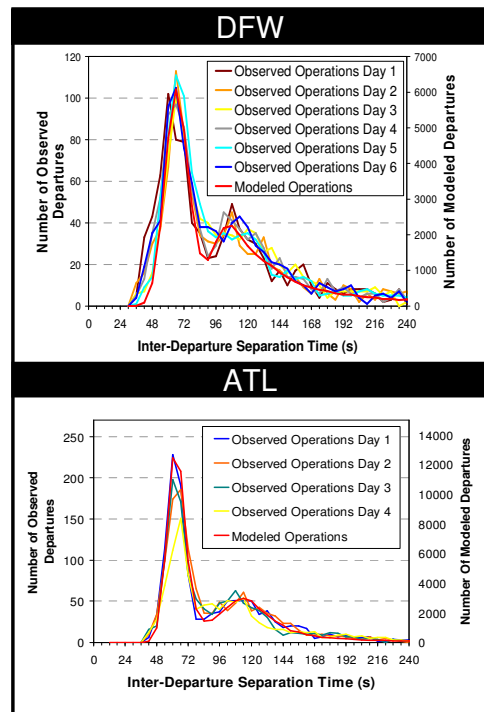 DFW
Number of Observed
Departures
120
100
80
60
40
20
0
Observed Operations Day 1
Observed Operations Day 2
Observed Operations Day 3
Observed Operations Day 4
Observed Operations Day 5
Observed Operations Day 6
Modeled Operations
7000
6000
5000
4000
3000
2000
1000
0
Number of Modeled Departures
0 24 48 72 96 120 144 168 192 216 240
Inter-Departure Separation Time (s)
ATL
Number of Observed
Departures
250
200
150
100
50
0
Observed Operations Day 1
Observed Operations Day 2
Observed Operations Day 3
Observed Operations Day 4
Modeled Operations
14000
12000
10000
8000
6000
4000
2000
0
Number Of Modeled Departures
0 24 48 72 96 120 144 168 192 216 240
Inter-Departure Separation Time (s)